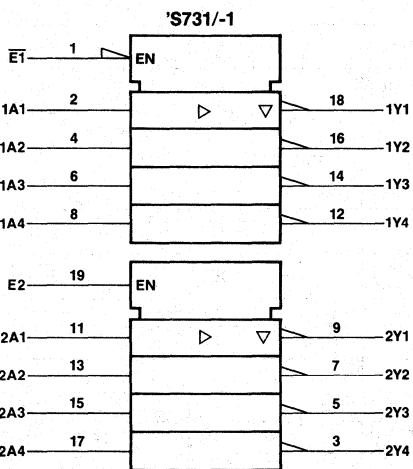 'S731/-1
E1 1 EN
1A1 2 18 1Y1
1A2 4 16 1Y2
1A3 6 14 1Y3
1A4 8 12 1Y4
E2 19 EN
2A1 11 9 2Y1
2A2 13 7 2Y2
2A3 15 5 2Y3
2A4 17 3 2Y4